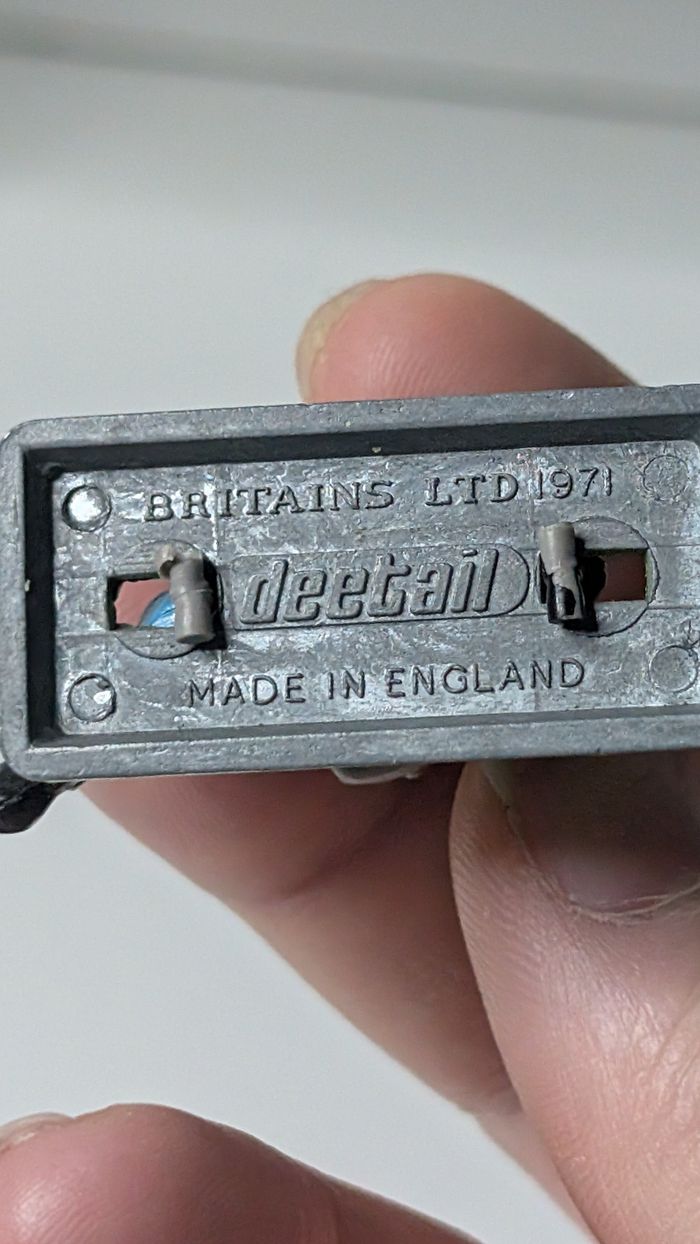 BRITAINS LTD 1971
deetail
MADE IN ENGLAND